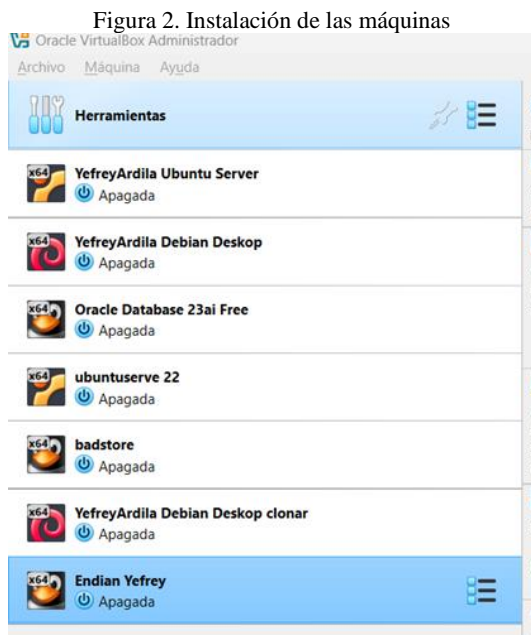 Figura 2. Instalación de las máquinas
Oracle VirtualBox Administrador
Archivo Máquina Ayuda
Herramientas
x64 YefreyArdila Ubuntu Server
Apagada
x64 YefreyArdila Debian Deskop
Apagada
x64 Oracle Database 23ai Free
Apagada
x64 ubuntuserve 22
Apagada
x64 badstore
Apagada
x64 YefreyArdila Debian Deskop clonar
Apagada
x64 Endian Yefrey
Apagada